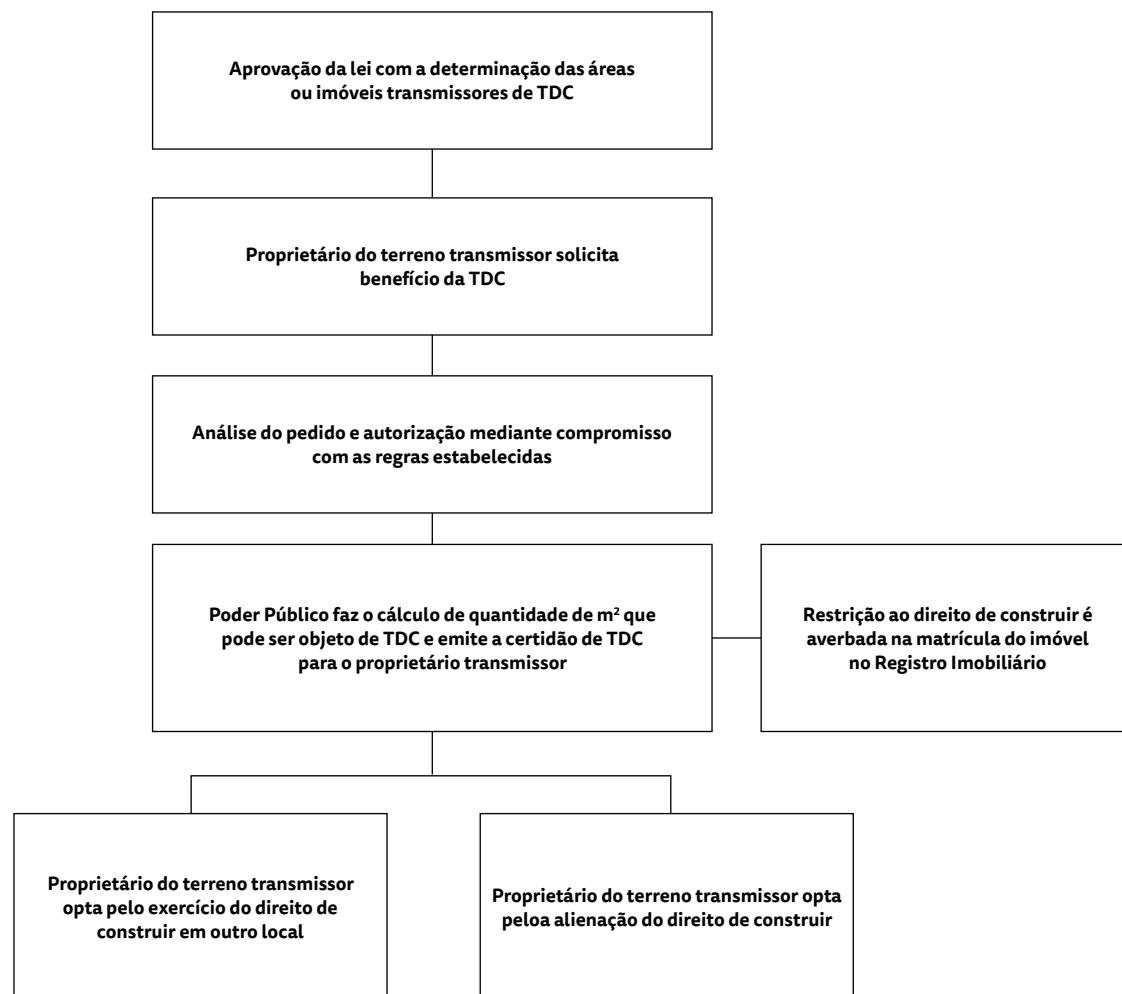 Aprovação da lei com a determinação das áreas
ou imóveis transmissores de TDC
Proprietário do terreno transmissor solicita
benefício da TDC
Análise do pedido e autorização mediante compromisso
com as regras estabelecidas
Poder Público faz o cálculo de quantidade de m² que
pode ser objeto de TDC e emite a certidão de TDC
para o proprietário transmissor
Restrição ao direito de construir é
averbada na matrícula do imóvel
no Registro Imobiliário
Proprietário do terreno transmissor
opta pelo exercício do direito de
construir em outro local
Proprietário do terreno transmissor opta
peloa alienação do direito de construir